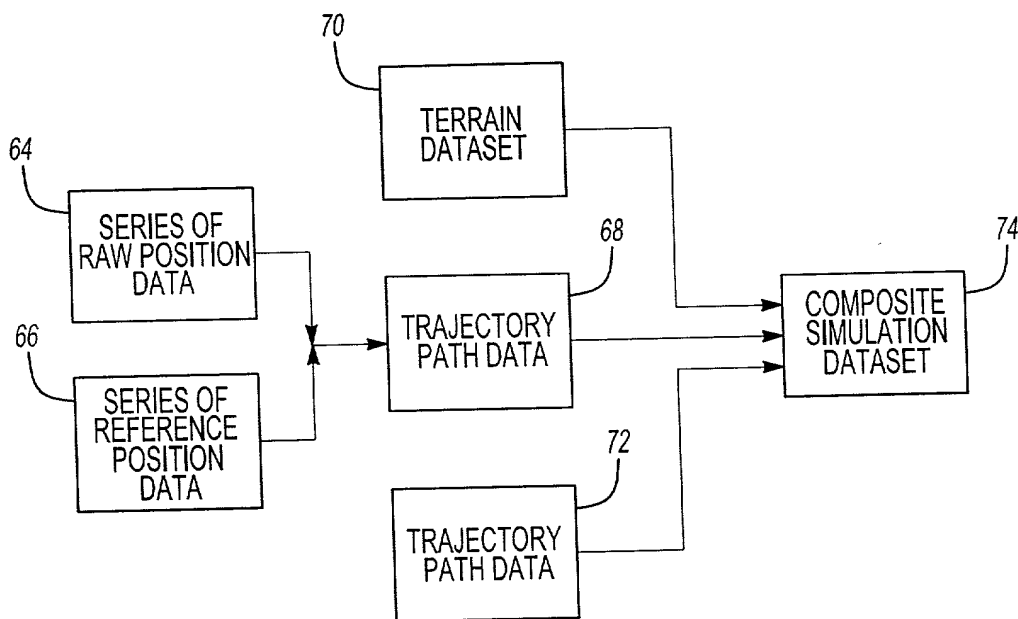 70
TERRAIN
DATASET
64
SERIES OF
RAW POSITION
DATA
68
TRAJECTORY
PATH DATA
74
COMPOSITE
SIMULATION
DATASET
66
SERIES OF
REFERENCE
POSITION
DATA
72
TRAJECTORY
PATH DATA